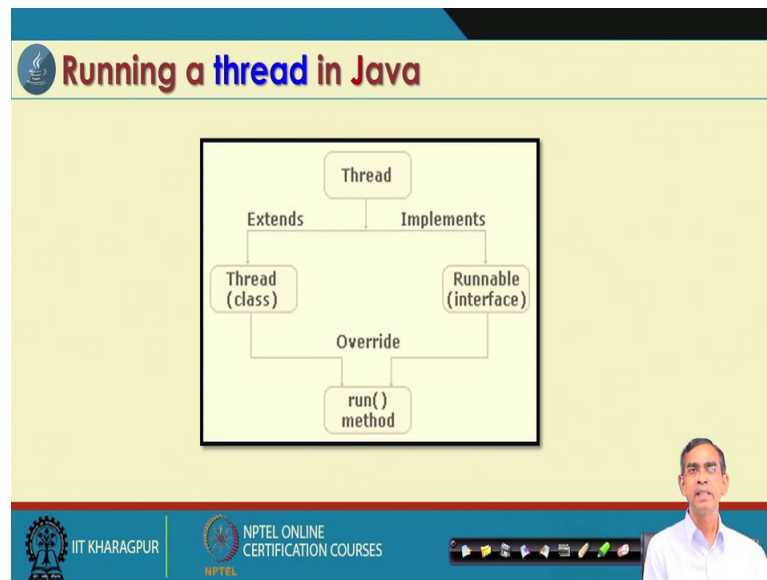 Running a thread in Java
Thread
Extends
Implements
Thread
(class)
Runnable
(interface)
Override
run()
method
IIT KHARAGPUR
NPTEL
NPTEL ONLINE
CERTIFICATION COURSES